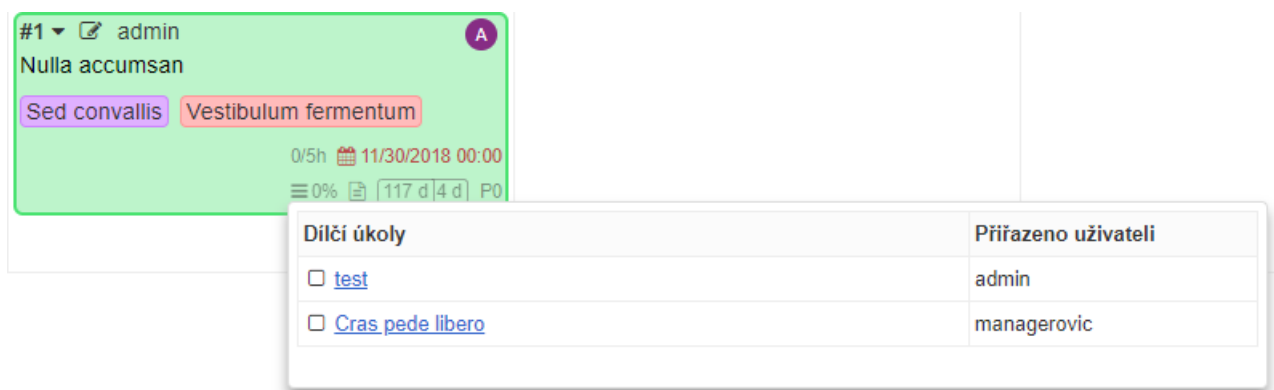 #1 admin A
Nulla accumsan
Sed convallis Vestibulum fermentum
0/5h 11/30/2018 00:00
0% 117 d 4 d P0
Dílčí úkoly Přiřazeno uživateli
test admin
Cras pede libero managerovic